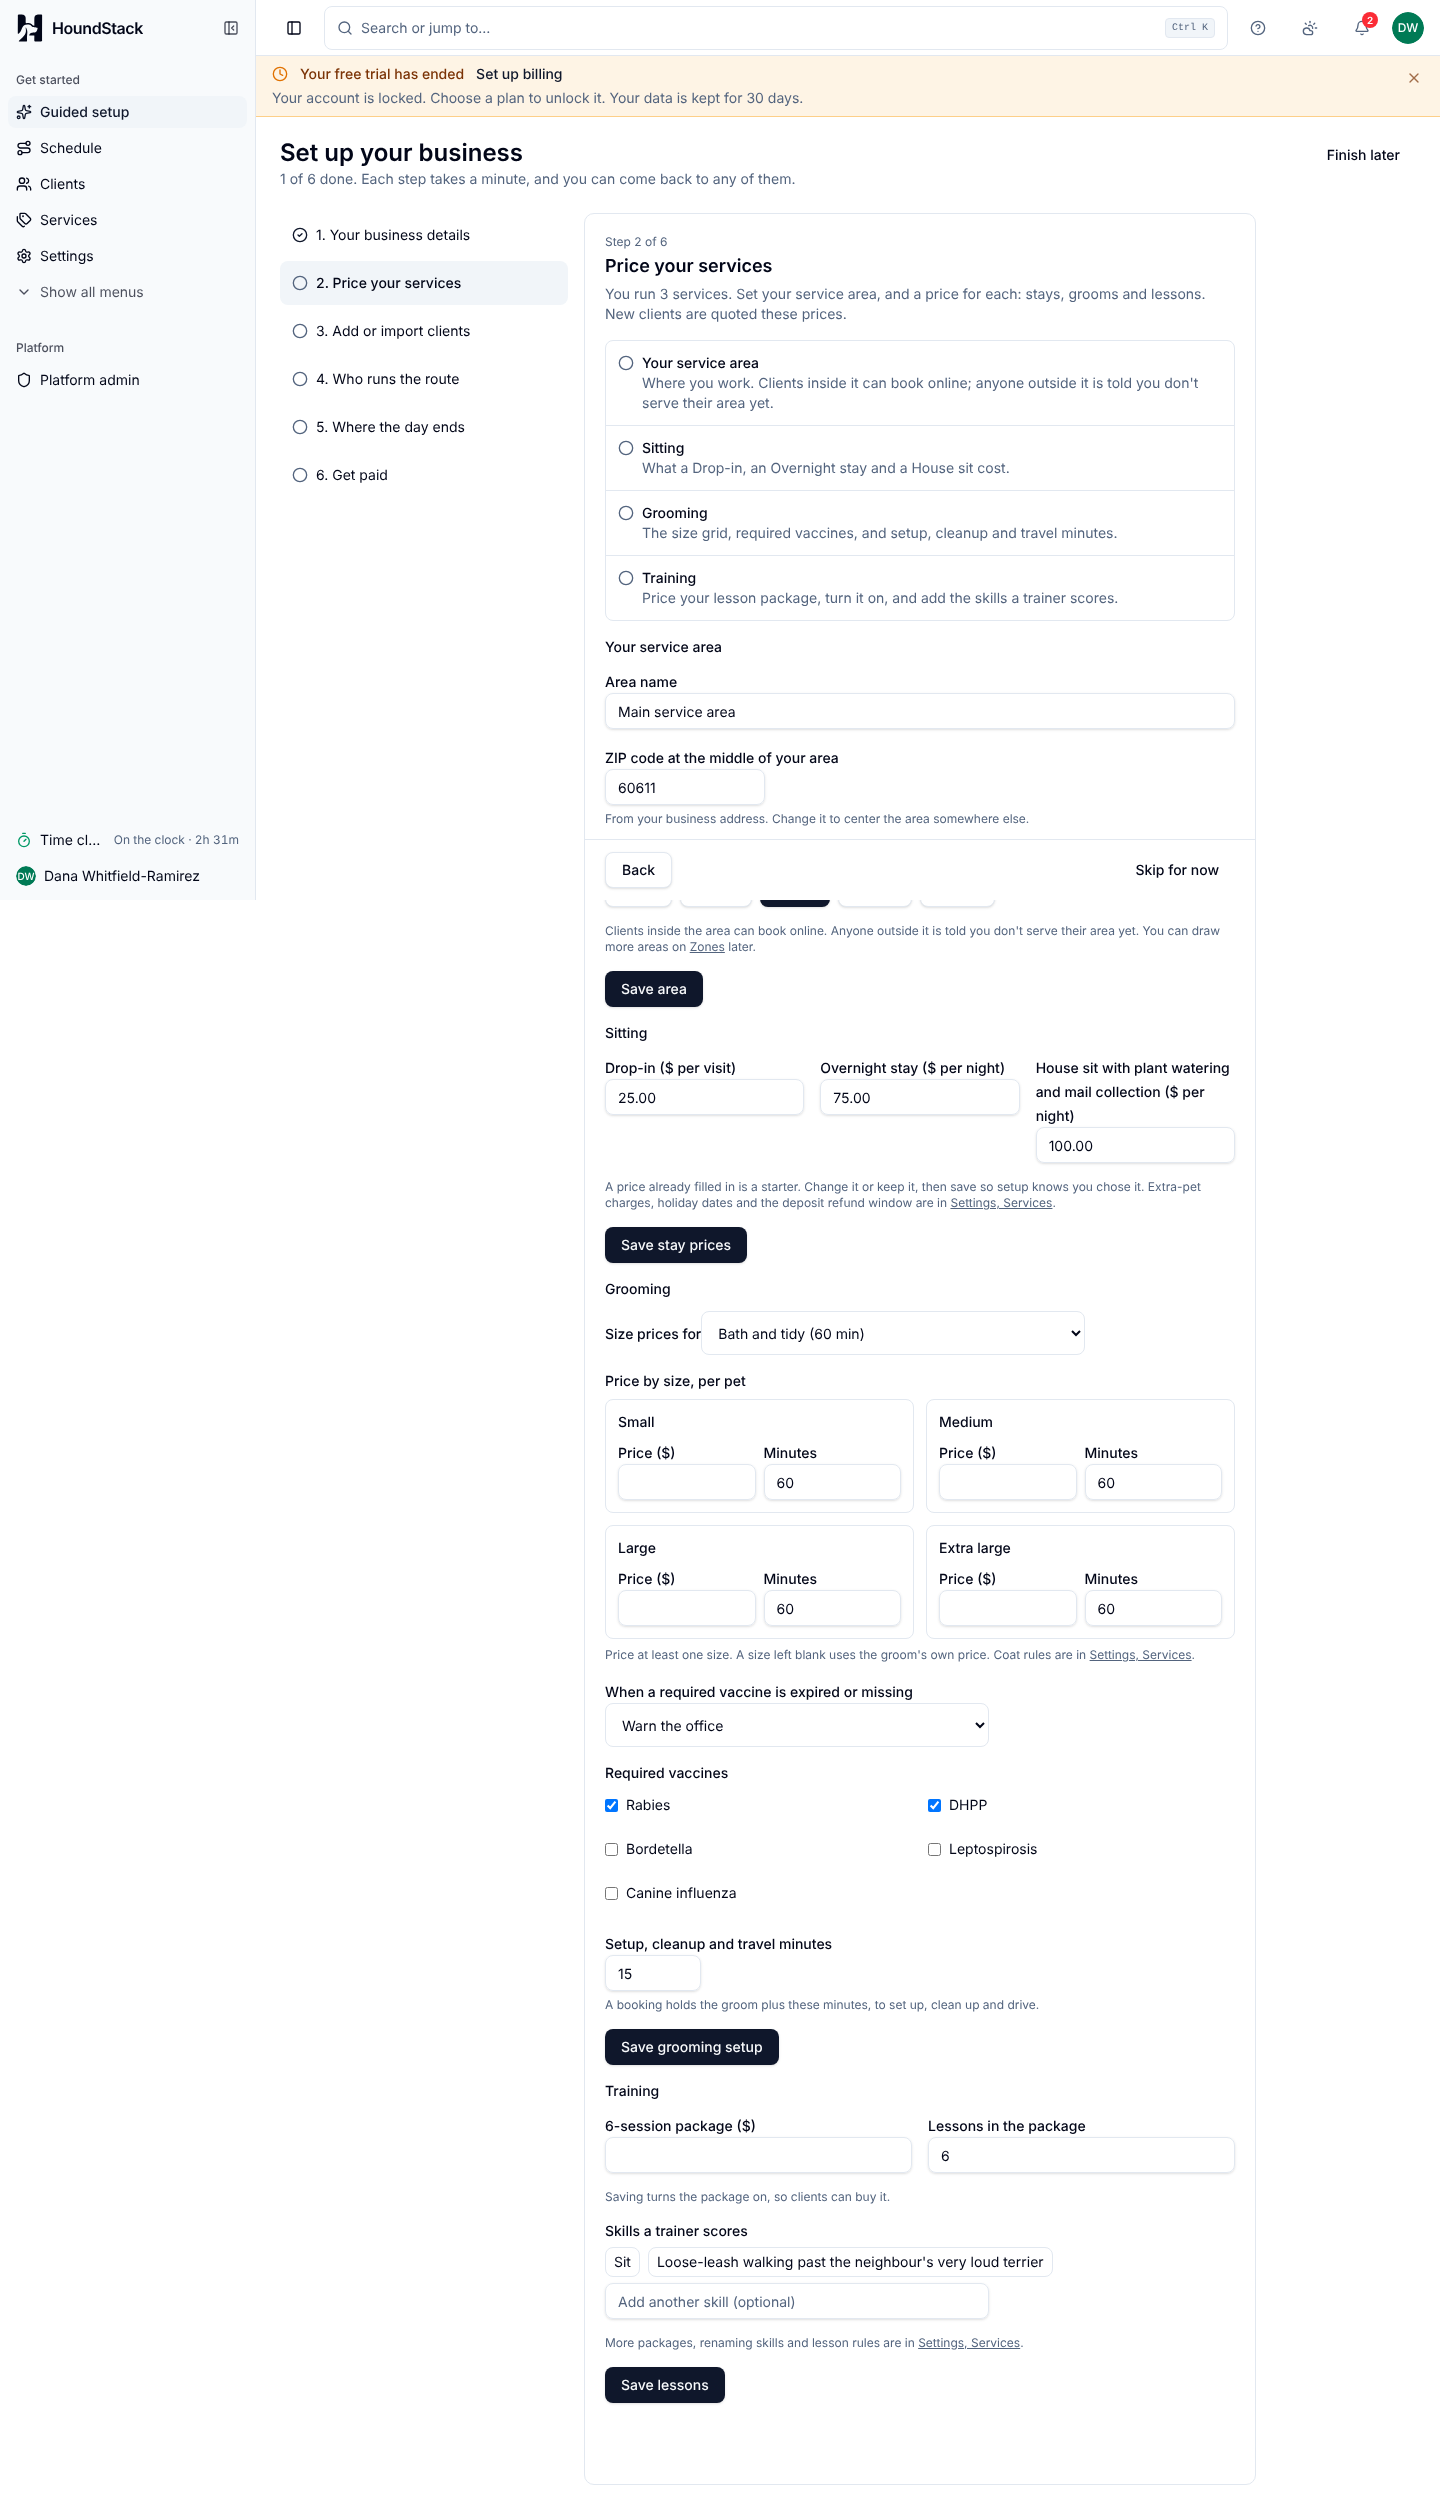 HoundStack
Search or jump to...
Ctrl K
2
DW
Get started
Guided setup
Schedule
Clients
Services
Settings
Show all menus
Platform
Platform admin
Time cl...
On the clock · 2h 31m
DW
Dana Whitfield-Ramirez
Your free trial has ended
Set up billing
Your account is locked. Choose a plan to unlock it. Your data is kept for 30 days.
Set up your business
Finish later
1 of 6 done. Each step takes a minute, and you can come back to any of them.
1. Your business details
2. Price your services
3. Add or import clients
4. Who runs the route
5. Where the day ends
6. Get paid
Step 2 of 6
Price your services
You run 3 services. Set your service area, and a price for each: stays, grooms and lessons.
New clients are quoted these prices.
Your service area
Where you work. Clients inside it can book online; anyone outside it is told you don't
serve their area yet.
Sitting
What a Drop-in, an Overnight stay and a House sit cost.
Grooming
The size grid, required vaccines, and setup, cleanup and travel minutes.
Training
Price your lesson package, turn it on, and add the skills a trainer scores.
Your service area
Area name
Main service area
ZIP code at the middle of your area
60611
From your business address. Change it to center the area somewhere else.
Back
Skip for now
Clients inside the area can book online. Anyone outside it is told you don't serve their area yet. You can draw
more areas on Zones later.
Save area
Sitting
Drop-in ($ per visit)
25.00
Overnight stay ($ per night)
75.00
House sit with plant watering
and mail collection ($ per
night)
100.00
A price already filled in is a starter. Change it or keep it, then save so setup knows you chose it. Extra-pet
charges, holiday dates and the deposit refund window are in Settings, Services.
Save stay prices
Grooming
Size prices for
Bath and tidy (60 min)
Price by size, per pet
Small
Price ($)
Minutes
60
Medium
Price ($)
Minutes
60
Large
Price ($)
Minutes
60
Extra large
Price ($)
Minutes
60
Price at least one size. A size left blank uses the groom's own price. Coat rules are in Settings, Services.
When a required vaccine is expired or missing
Warn the office
Required vaccines
Rabies
DHPP
Bordetella
Leptospirosis
Canine influenza
Setup, cleanup and travel minutes
15
A booking holds the groom plus these minutes, to set up, clean up and drive.
Save grooming setup
Training
6-session package ($)
Lessons in the package
6
Saving turns the package on, so clients can buy it.
Skills a trainer scores
Sit
Loose-leash walking past the neighbour's very loud terrier
Add another skill (optional)
More packages, renaming skills and lesson rules are in Settings, Services.
Save lessons